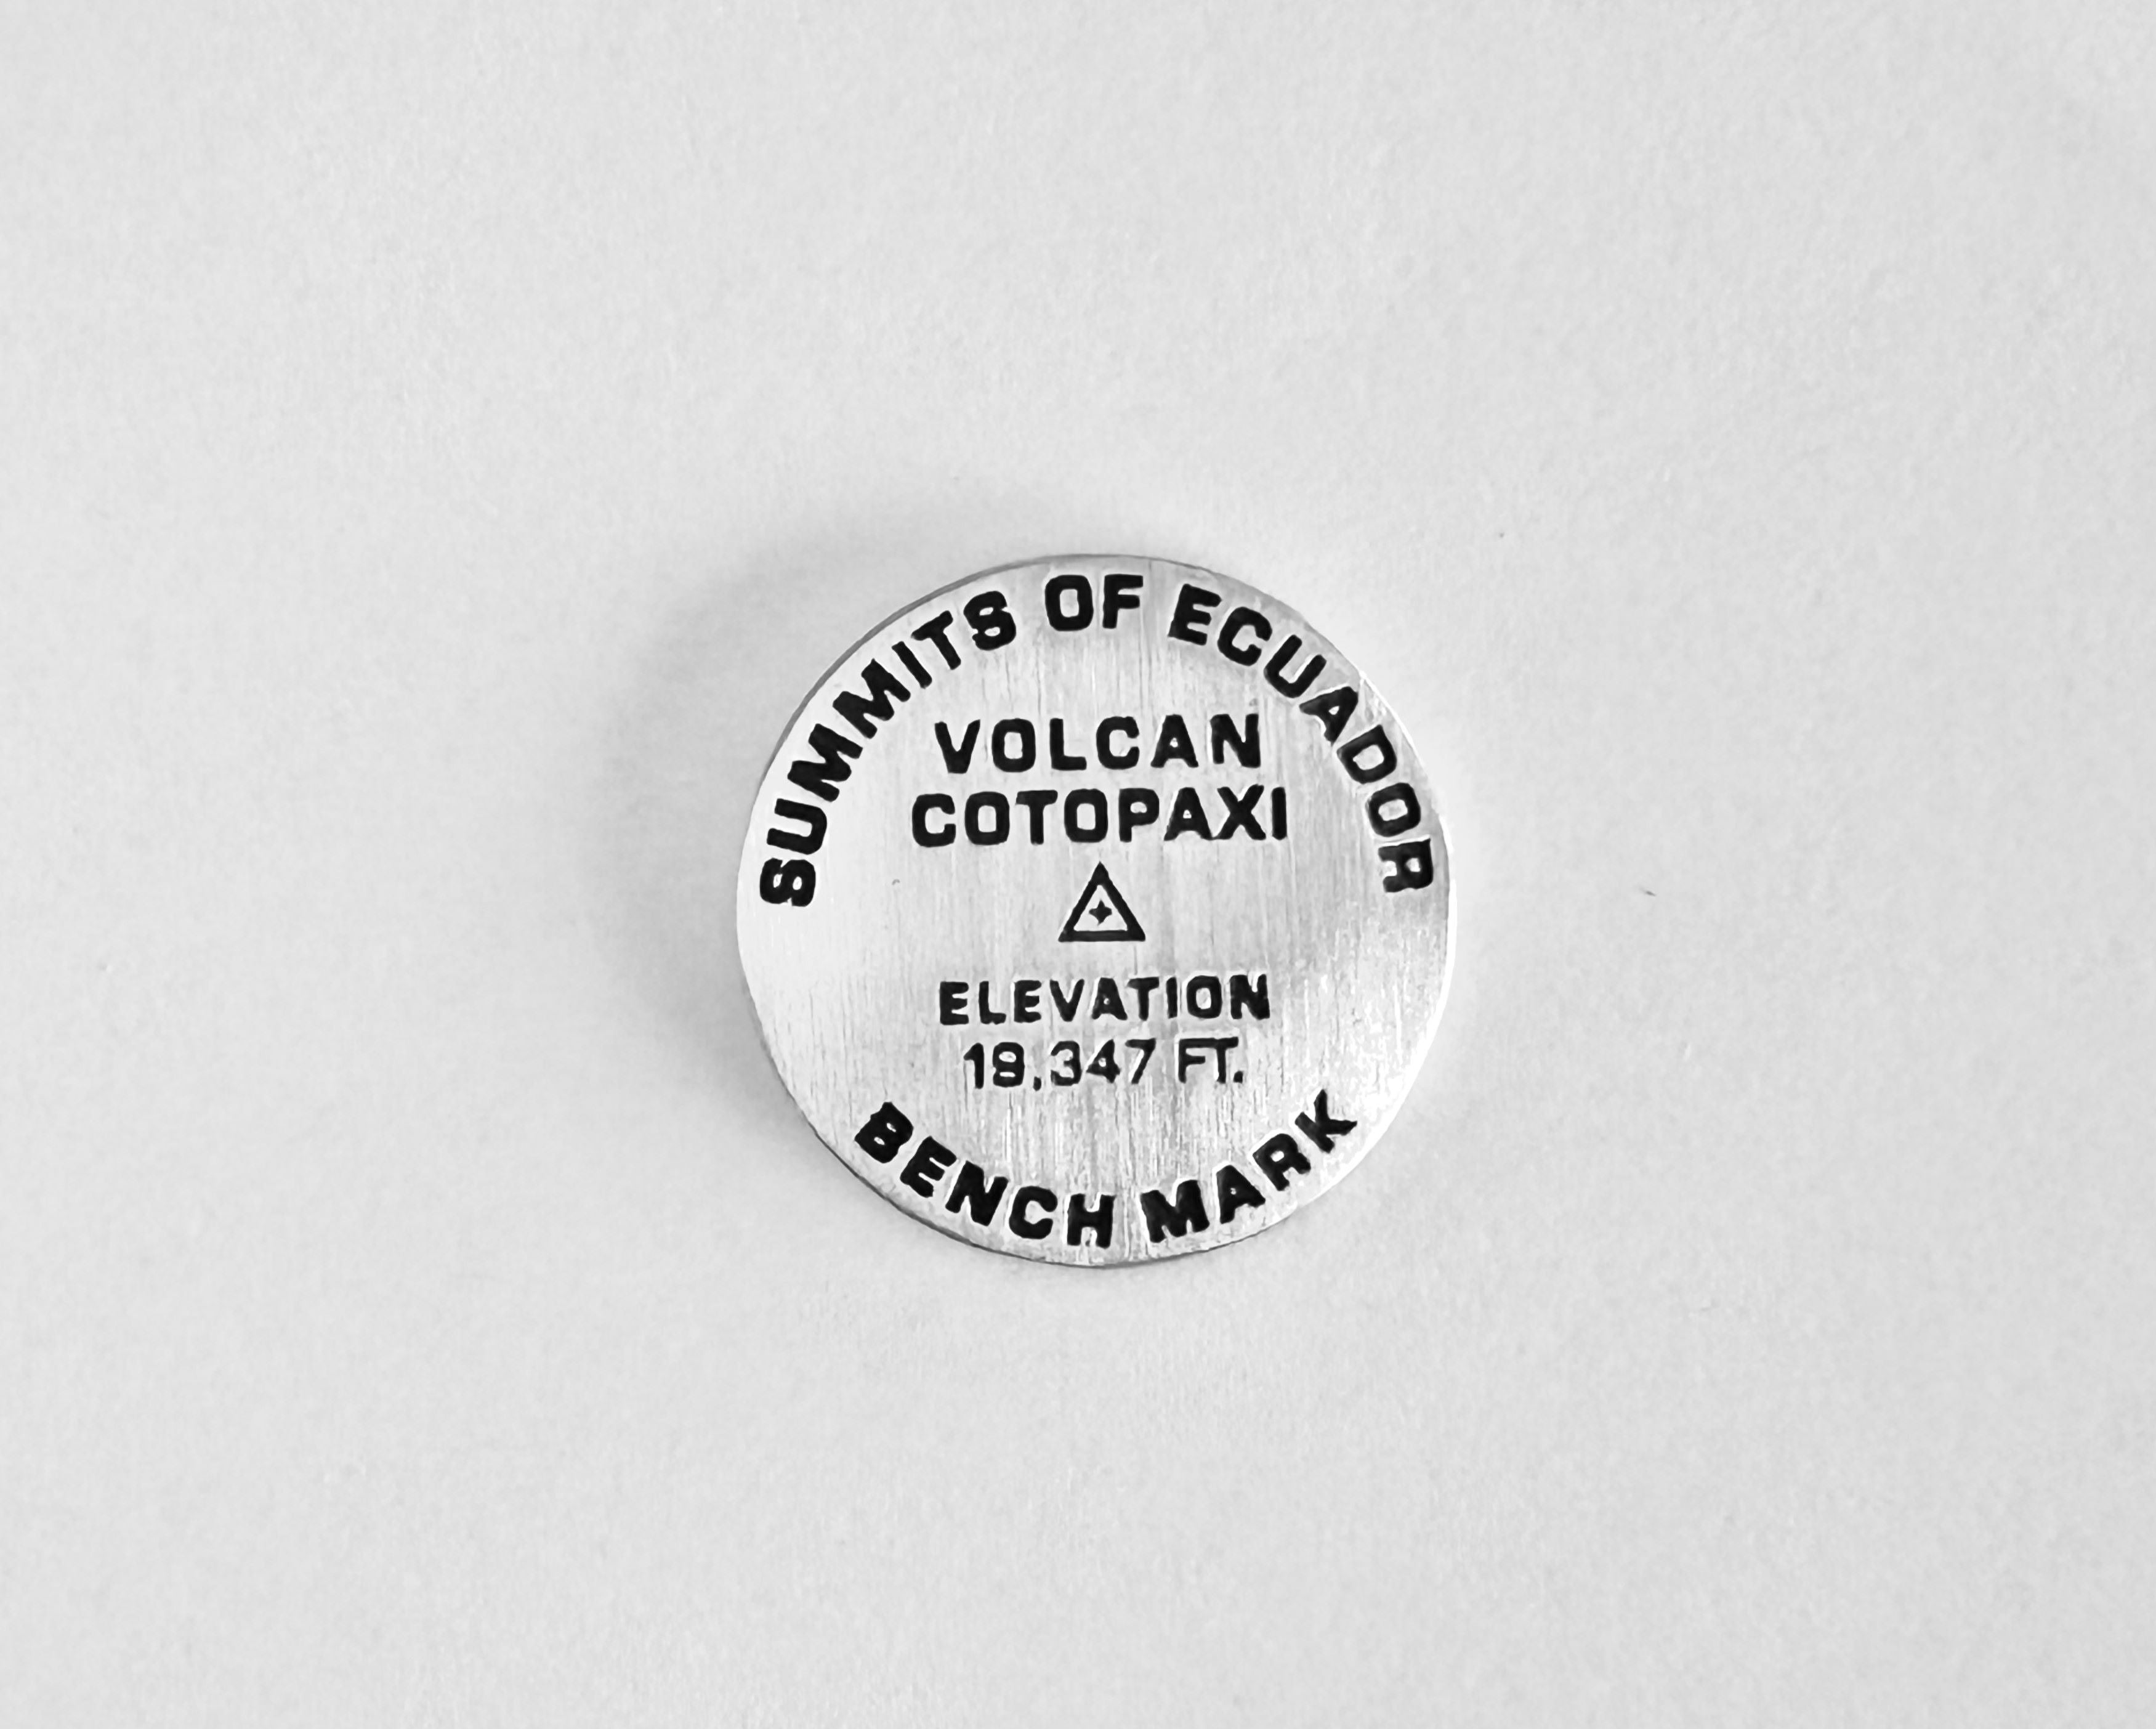 SUMMITS OF ECUADOR
VOLCAN
COTOPAXI
ELEVATION
19,347 FT.
BENCH MARK